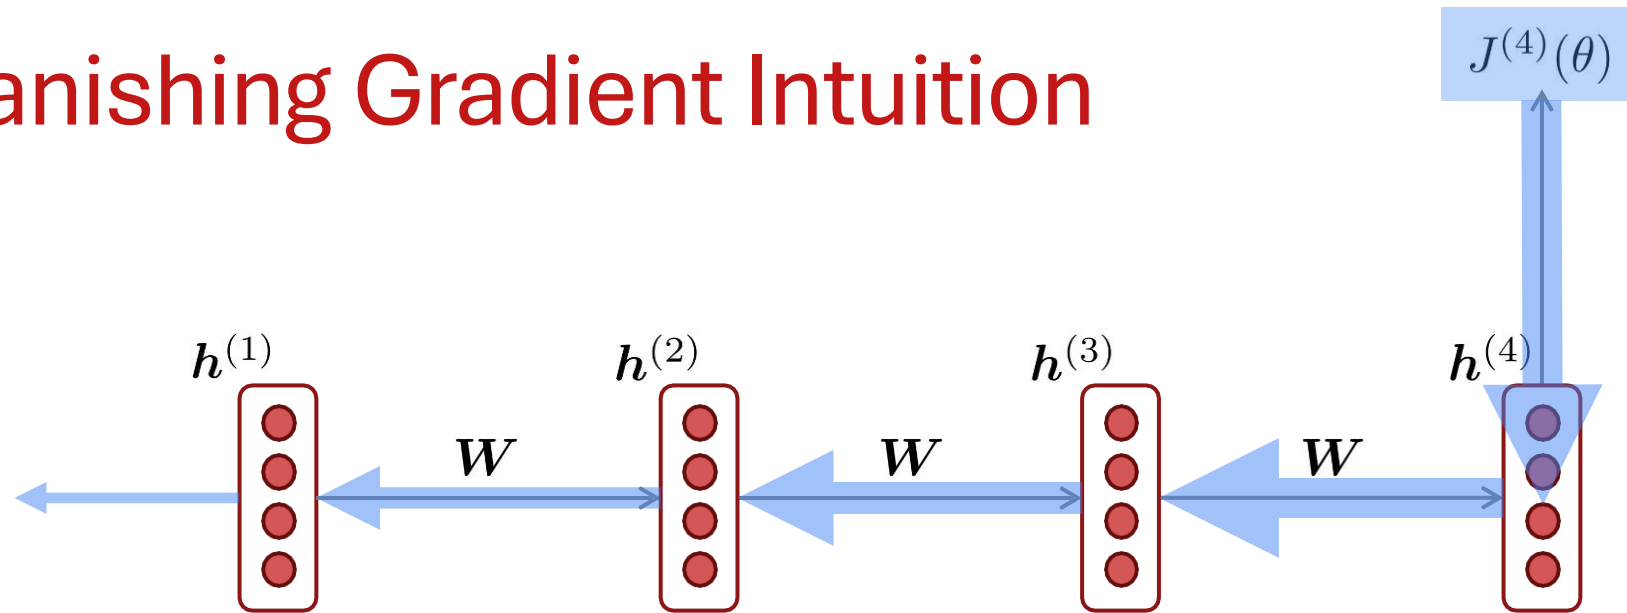 anishing Gradient Intuition
J^{(4)}(θ)
h^{(1)} h^{(2)} h^{(3)} h^{(4)}
W W W